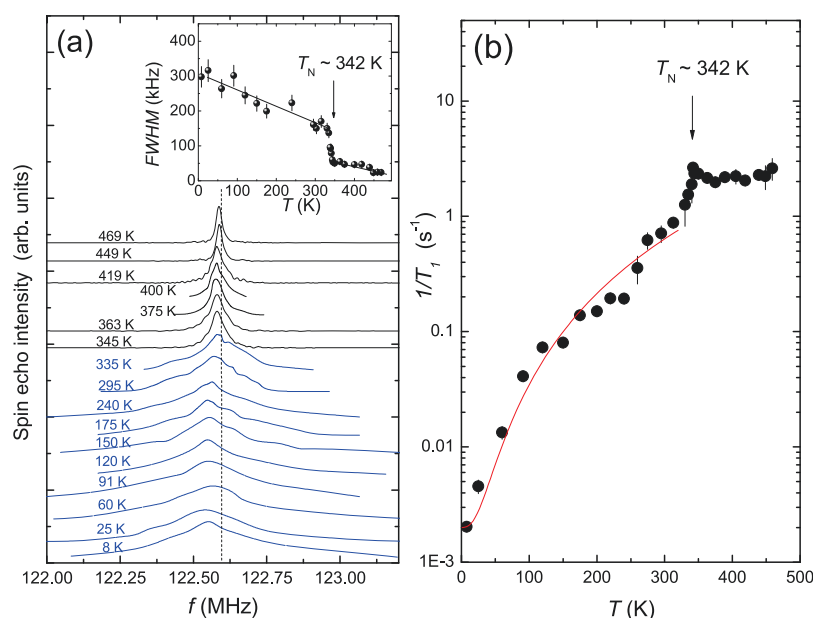 (a)
T_N ~ 342 K
FWHM (kHz)
400
300
200
100
0
0 100 200 300 400 500
T (K)
Spin echo intensity (arb. units)
469 K
449 K
419 K
400 K
375 K
363 K
345 K
335 K
295 K
240 K
175 K
150 K
120 K
91 K
60 K
25 K
8 K
122.00 122.25 122.50 122.75 123.00
f (MHz)
(b)
T_N ~ 342 K
1/T_1 (s⁻¹)
100
10
1
0.1
0.01
1E-3
0 100 200 300 400 500
T (K)